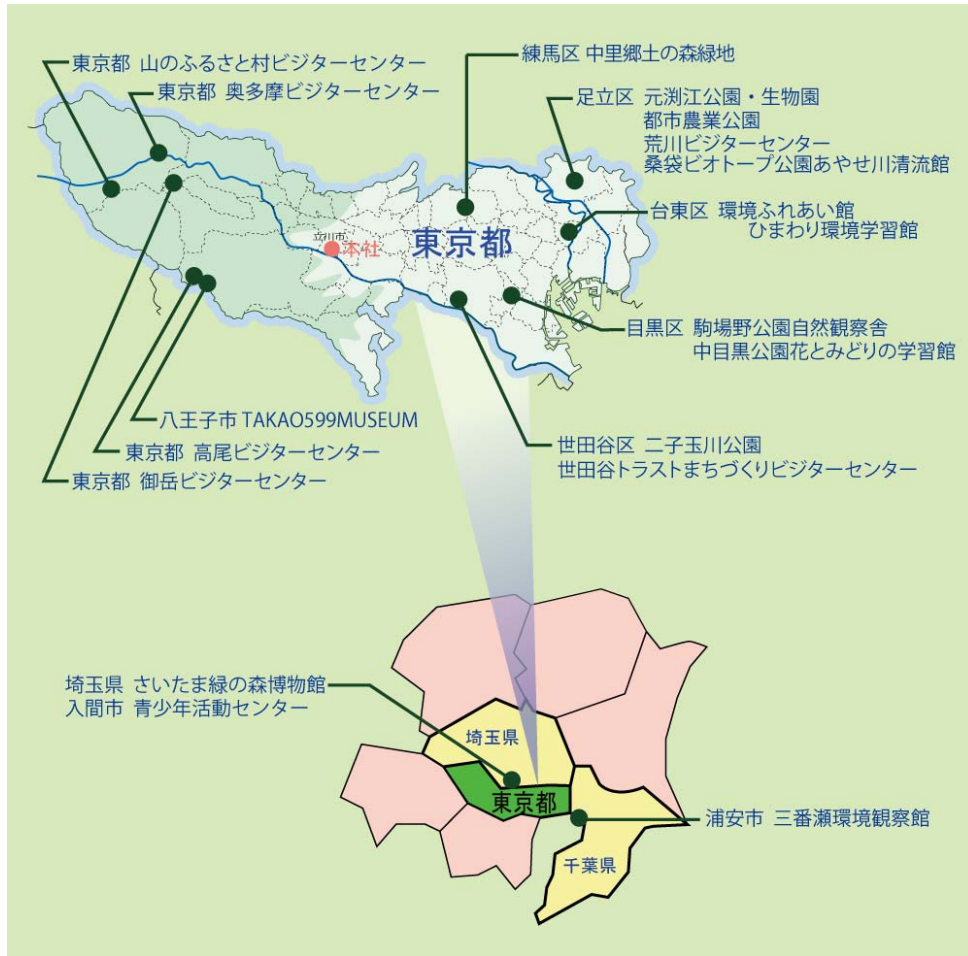 東京都 山のふるさと村ビジターセンター
東京都 奥多摩ビジターセンター
練馬区 中里郷土の森緑地
足立区 元渕江公園・生物園
都市農業公園
荒川ビジターセンター
桑袋ビオトープ公園あやせ川清流館
台東区 環境ふれあい館
ひまわり環境学習館
立川市
本社
東京都
目黒区 駒場野公園自然観察舎
中目黒公園花とみどりの学習館
八王子市 TAKAO599MUSEUM
東京都 高尾ビジターセンター
東京都 御岳ビジターセンター
世田谷区 二子玉川公園
世田谷トラストまちづくりビジターセンター
埼玉県 さいたま緑の森博物館
入間市 青少年活動センター
埼玉県
東京都
浦安市 三番瀬環境観察館
千葉県